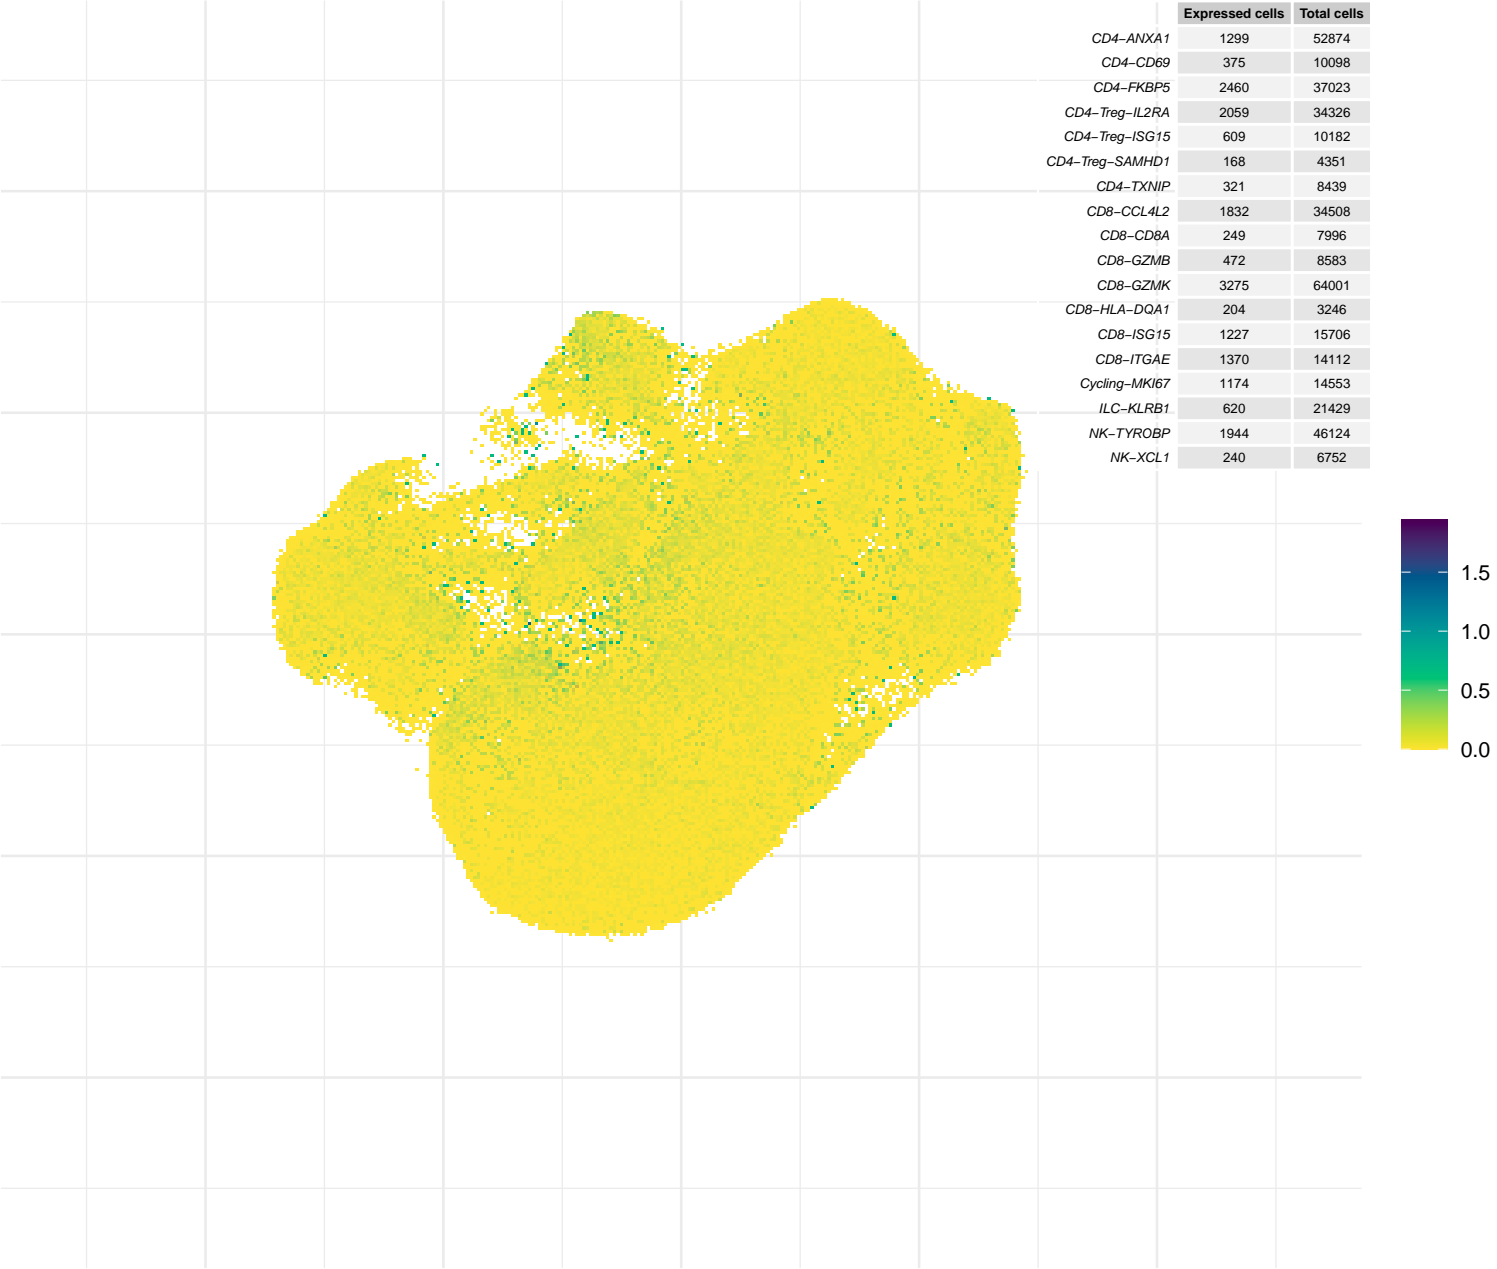 Expressed cells Total cells
CD4−ANXA1 1299 52874
CD4−CD69 375 10098
CD4−FKBP5 2460 37023
CD4−Treg−IL2RA 2059 34326
CD4−Treg−ISG15 609 10182
CD4−Treg−SAMHD1 168 4351
CD4−TXNIP 321 8439
CD8−CCL4L2 1832 34508
CD8−CD8A 249 7996
CD8−GZMB 472 8583
CD8−GZMK 3275 64001
CD8−HLA−DQA1 204 3246
CD8−ISG15 1227 15706
CD8−ITGAE 1370 14112
Cycling−MKI67 1174 14553
ILC−KLRB1 620 21429
NK−TYROBP 1944 46124
NK−XCL1 240 6752
1.5
1.0
0.5
0.0